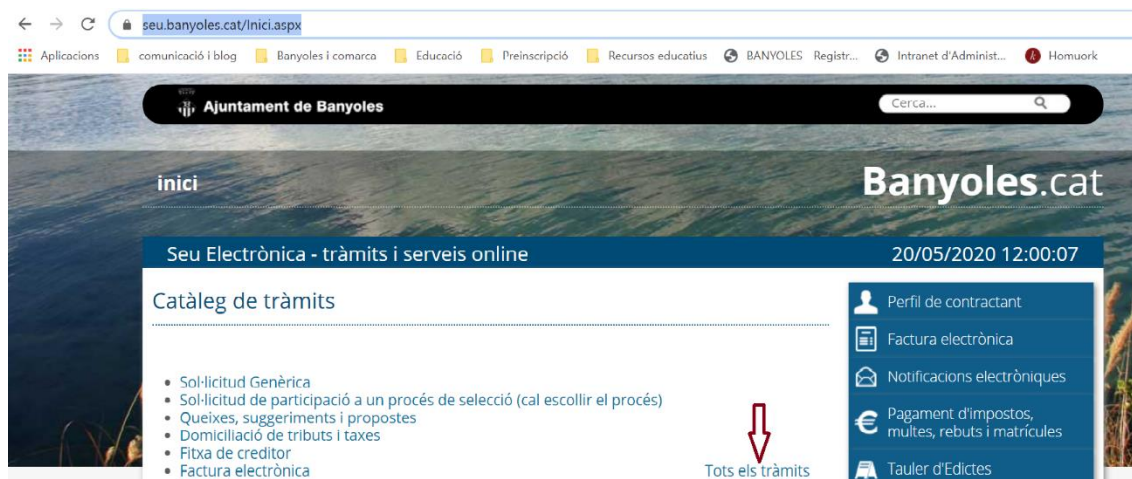 seu.banyoles.cat/Inici.aspx
Aplicacions comunicació i blog Banyoles i comarca Educació Preinscripció Recursos educatius BANYOLES Registr... Intranet d'Administ... Homuork
Ajuntament de Banyoles
Cerca...
inici
Banyoles.cat
Seu Electrònica - tràmits i serveis online
20/05/2020 12:00:07
Catàleg de tràmits
• Sol·licitud Genèrica
• Sol·licitud de participació a un procés de selecció (cal escollir el procés)
• Queixes, suggeriments i propostes
• Domiciliació de tributs i taxes
• Fitxa de creditor
• Factura electrònica
Tots els tràmits
Perfil de contractant
Factura electrònica
Notificacions electròniques
Pagament d'impostos,
multes, rebuts i matrícules
Tauler d'Edictes